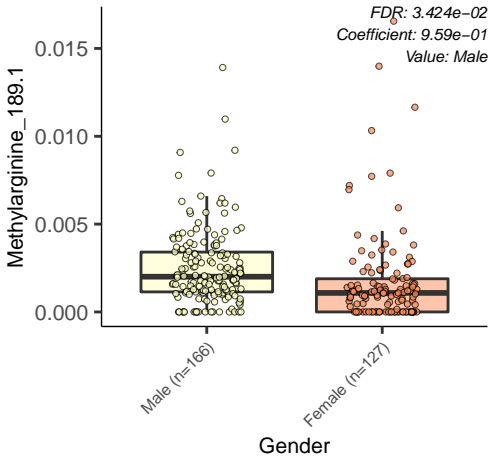 FDR: 3.424e−02
Coefficient: 9.59e−01
Value: Male
0.015
0.010
0.005
0.000
Methylarginine_189.1
Male (n=166)
Female (n=127)
Gender